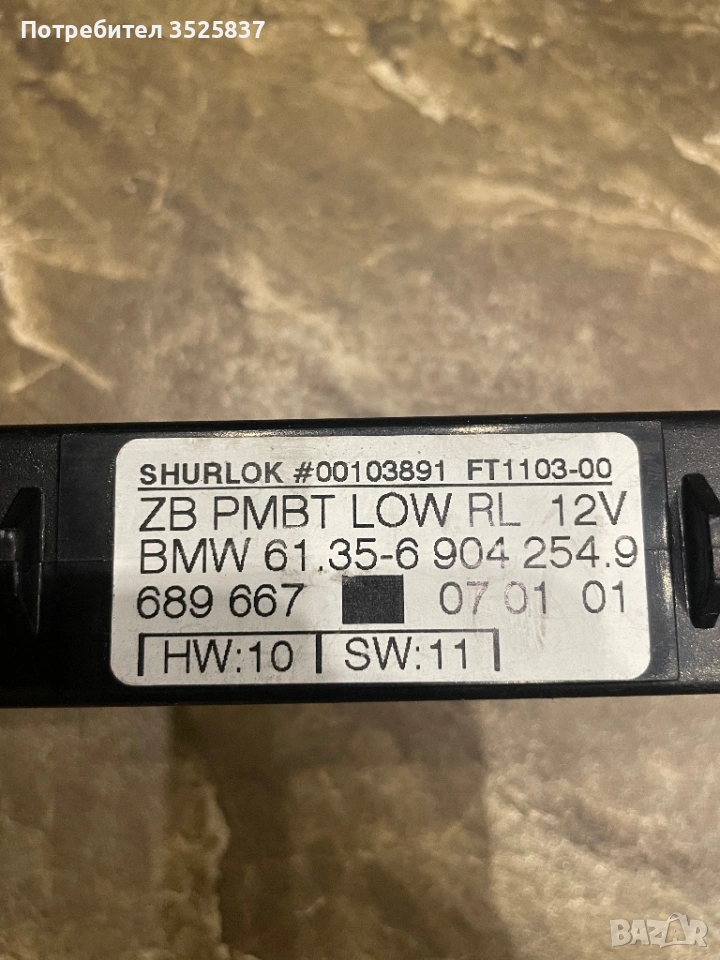 Потребител 3525837
SHURLOK #00103891 FT1103-00
ZB PMBT LOW RL 12V
BMW 61.35-6 904 254.9
689 667 07 01 01
HW:10 SW:11
BAZAR